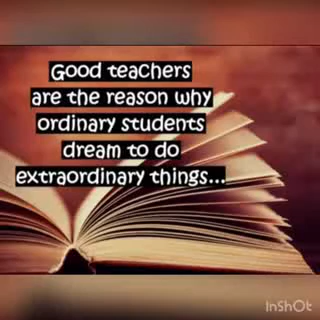 Good teachers
are the reason why
ordinary students
dream to do
extraordinary things...
InShOt